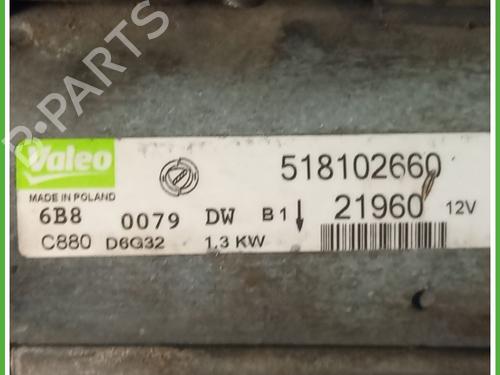 B-PARTS
Valeo
MADE IN POLAND
518102660
6B8 0079 DW B1 21960 12V
C880 D6G32 1.3 KW